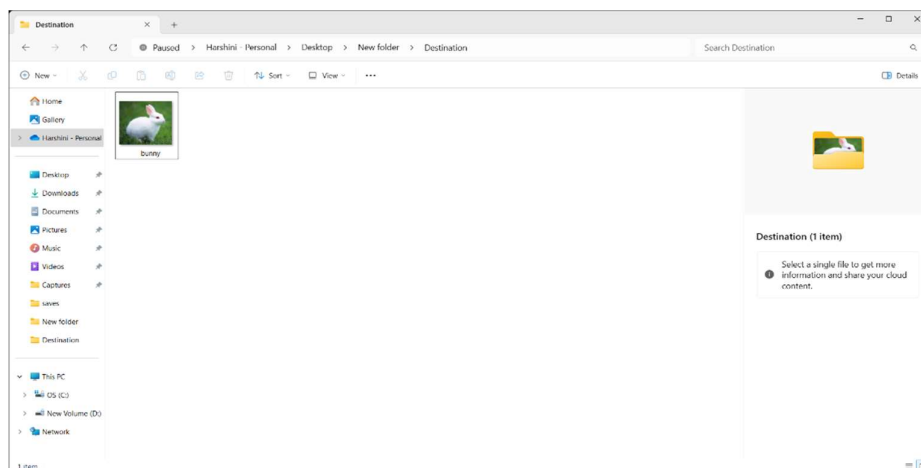 Destination
Paused > Harshini - Personal > Desktop > New folder > Destination
Search Destination
New
Sort
View
Details
Home
Gallery
Harshini - Personal
Desktop
Downloads
Documents
Pictures
Music
Videos
Captures
saves
New folder
Destination
This PC
OS (C:)
New Volume (D:)
Network
1 item
bunny
Destination (1 item)
Select a single file to get more
information and share your cloud
content.